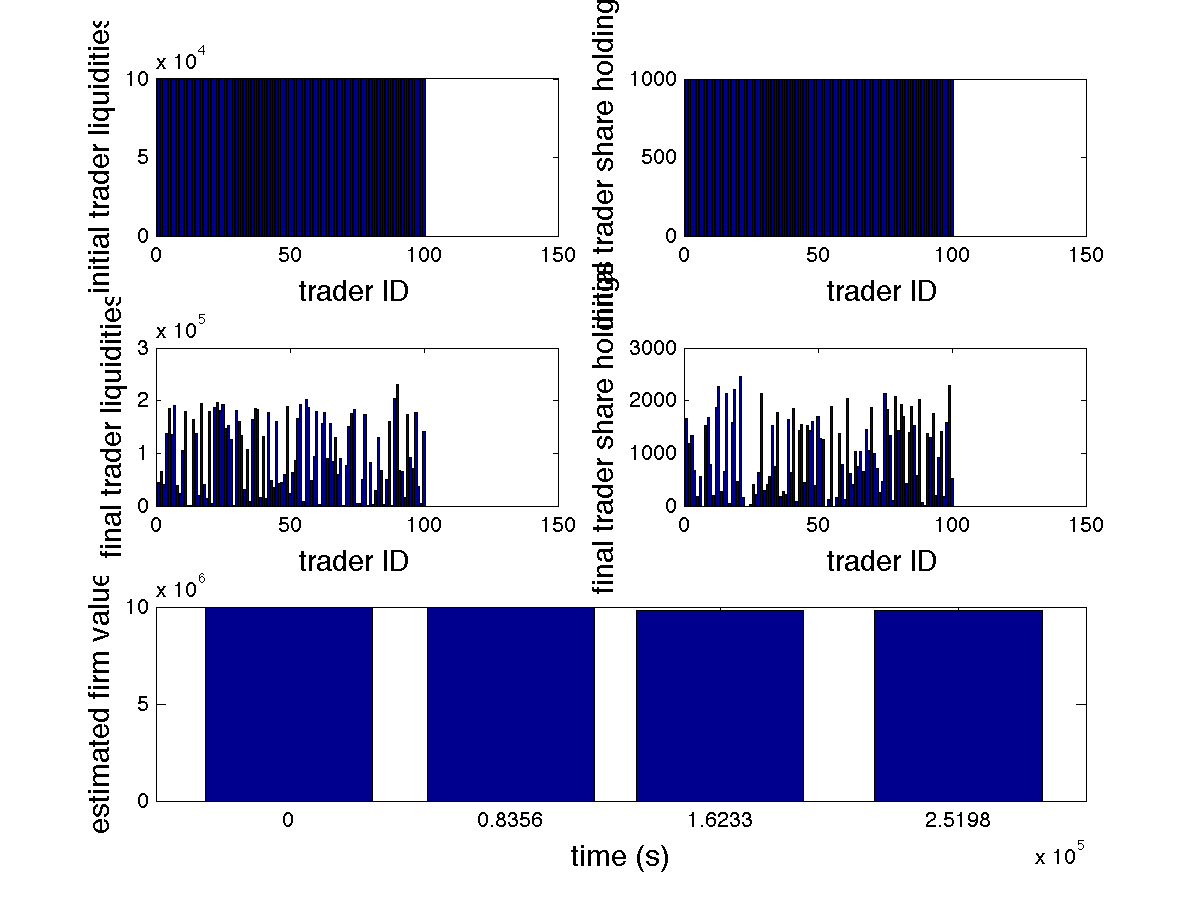 initial trader liquidities
x 10^4
10
5
0
0 50 100 150
trader ID
trader share holding
1000
500
0
0 50 100 150
trader ID
final trader liquidities
x 10^5
3
2
1
0
0 50 100 150
trader ID
final trader share holdings
3000
2000
1000
0
0 50 100 150
trader ID
estimated firm value
x 10^6
10
5
0
0 0.8356 1.6233 2.5198
time (s)
x 10^5